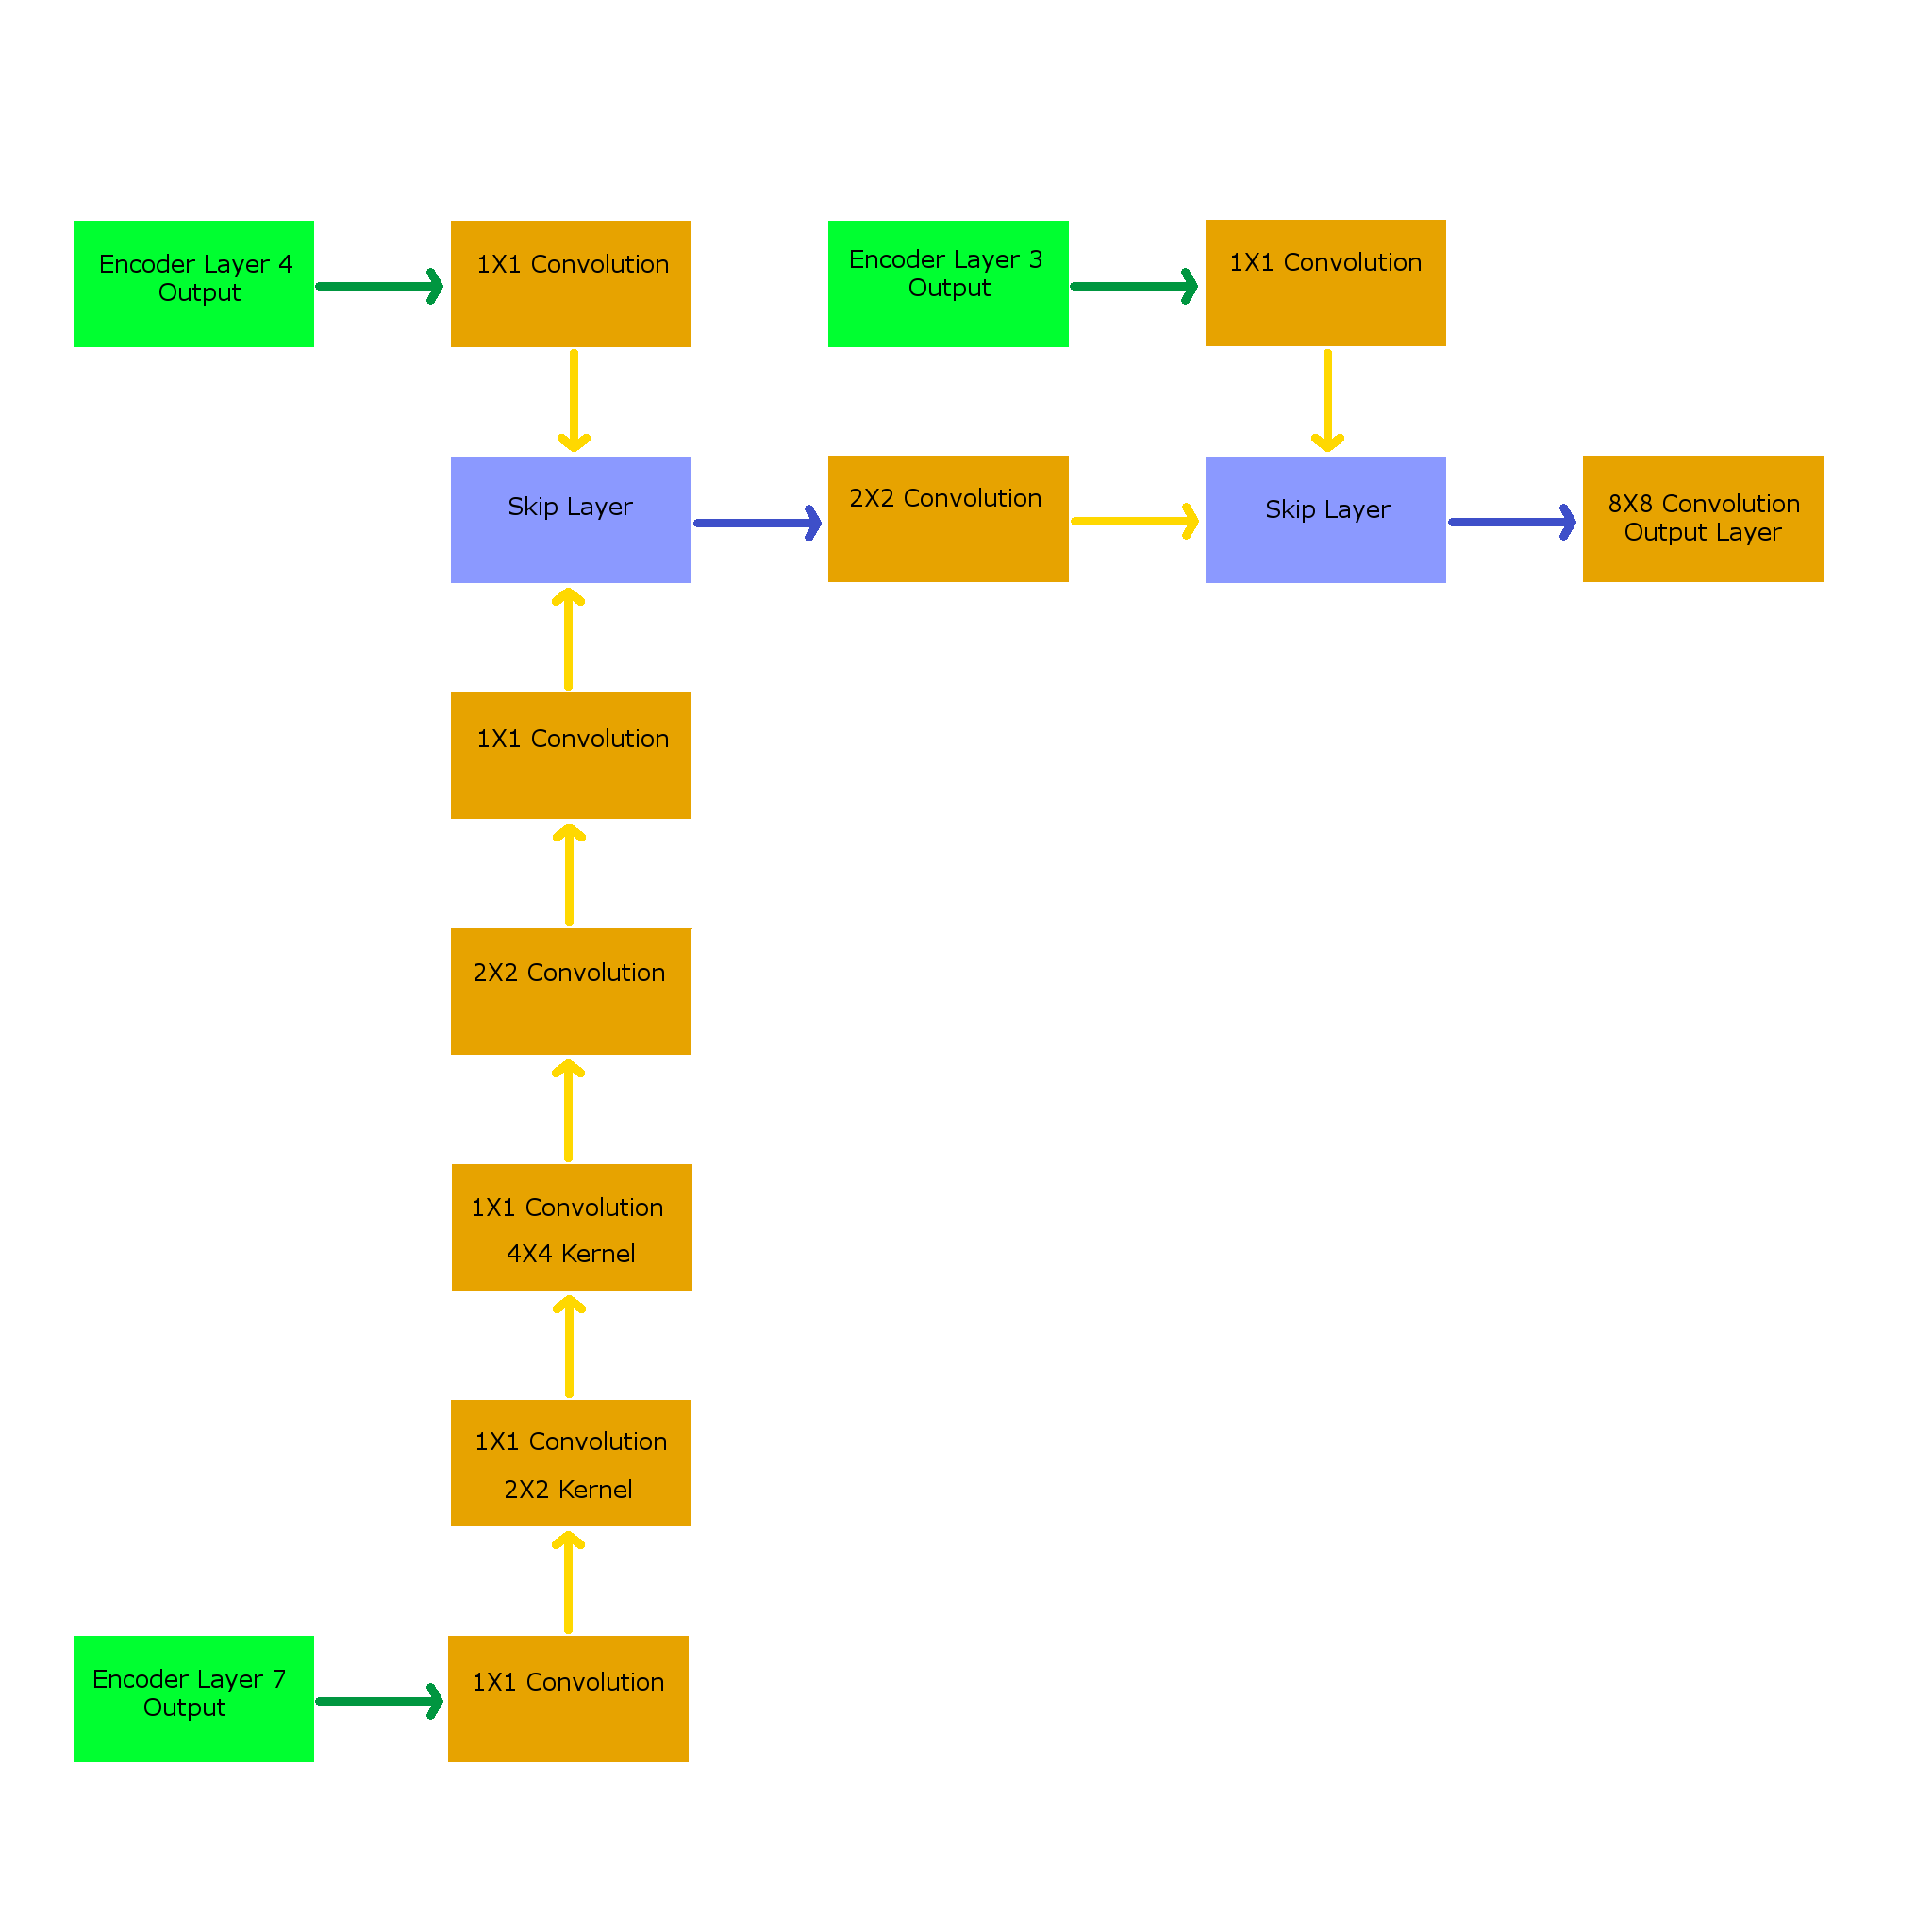 Encoder Layer 4
Output
1X1 Convolution
Encoder Layer 3
Output
1X1 Convolution
Skip Layer
2X2 Convolution
Skip Layer
8X8 Convolution
Output Layer
1X1 Convolution
2X2 Convolution
1X1 Convolution
4X4 Kernel
1X1 Convolution
2X2 Kernel
Encoder Layer 7
Output
1X1 Convolution